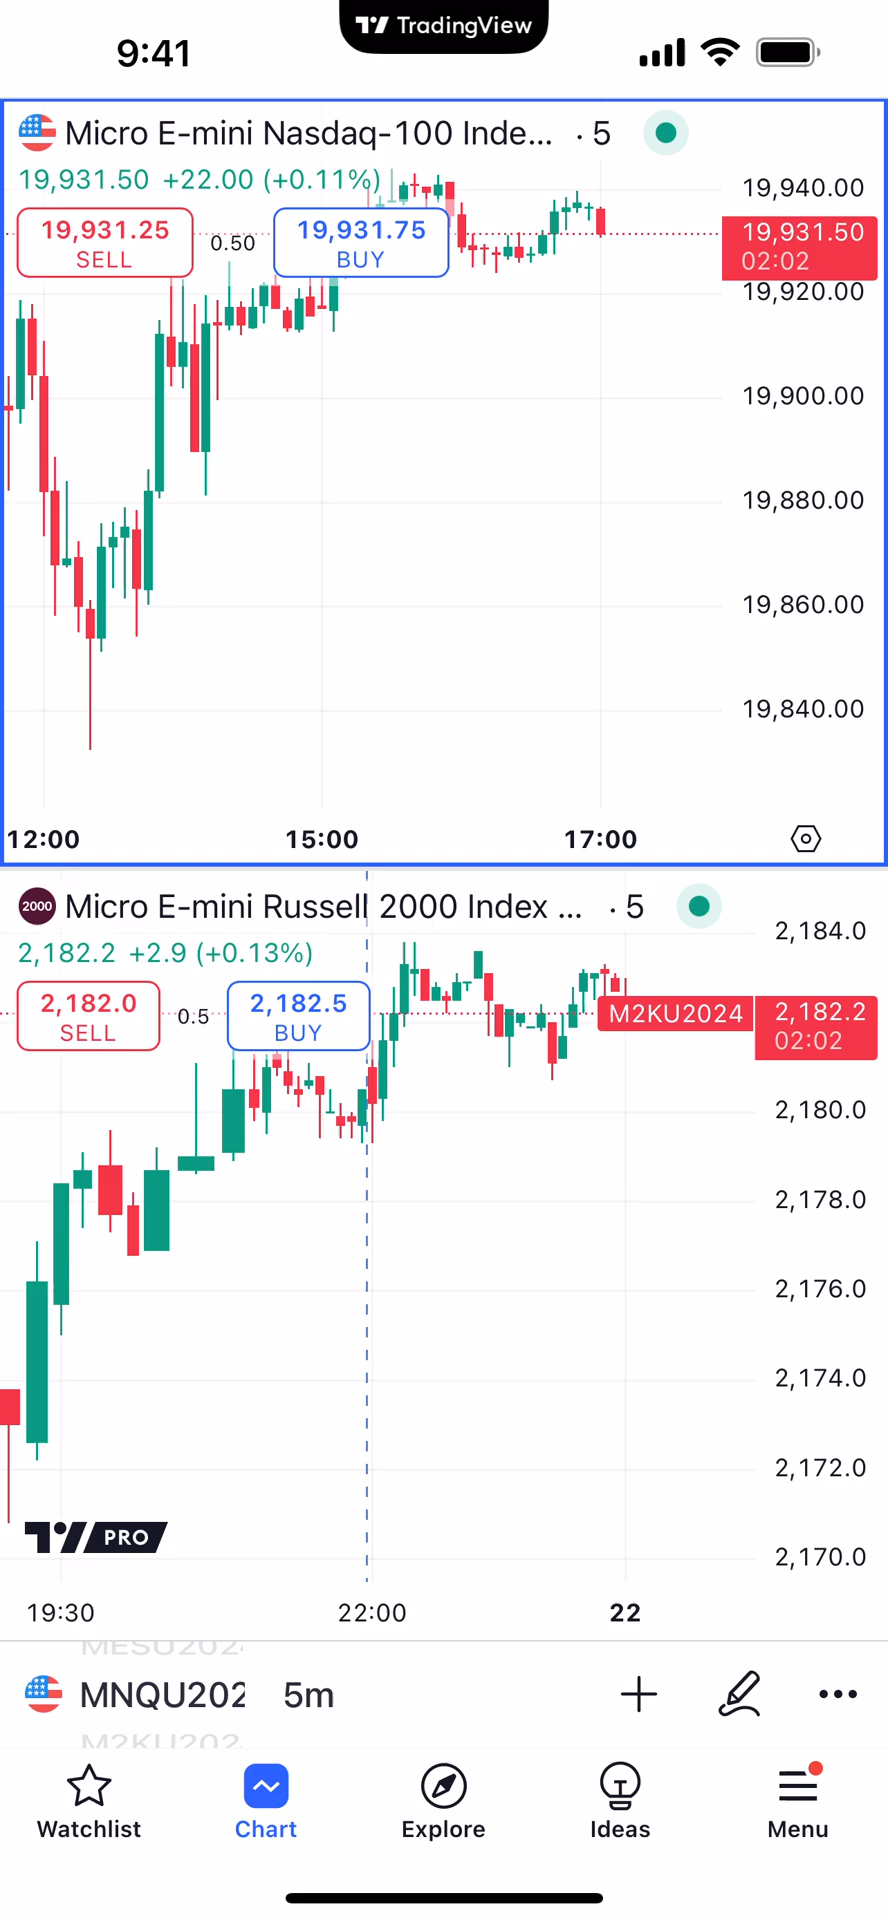 TradingView
9:41
Micro E-mini Nasdaq-100 Inde... · 5
19,931.50 +22.00 (+0.11%)
19,931.25
SELL
0.50
19,931.75
BUY
19,940.00
19,931.50
02:02
19,920.00
19,900.00
19,880.00
19,860.00
19,840.00
12:00 15:00 17:00
2000 Micro E-mini Russell 2000 Index ... · 5
2,182.2 +2.9 (+0.13%)
2,182.0
SELL
0.5
2,182.5
BUY
2,184.0
M2KU2024
2,182.2
02:02
2,180.0
2,178.0
2,176.0
2,174.0
2,172.0
2,170.0
PRO
19:30 22:00 22
MESU202
MNQU202 5m
M2KU202
Watchlist Chart Explore Ideas Menu